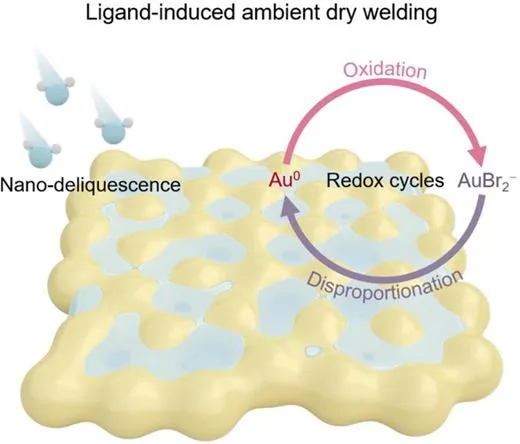 Ligand-induced ambient dry welding
Oxidation
Nano-deliquescence
Au⁰
Redox cycles
AuBr₂⁻
Disproportionation